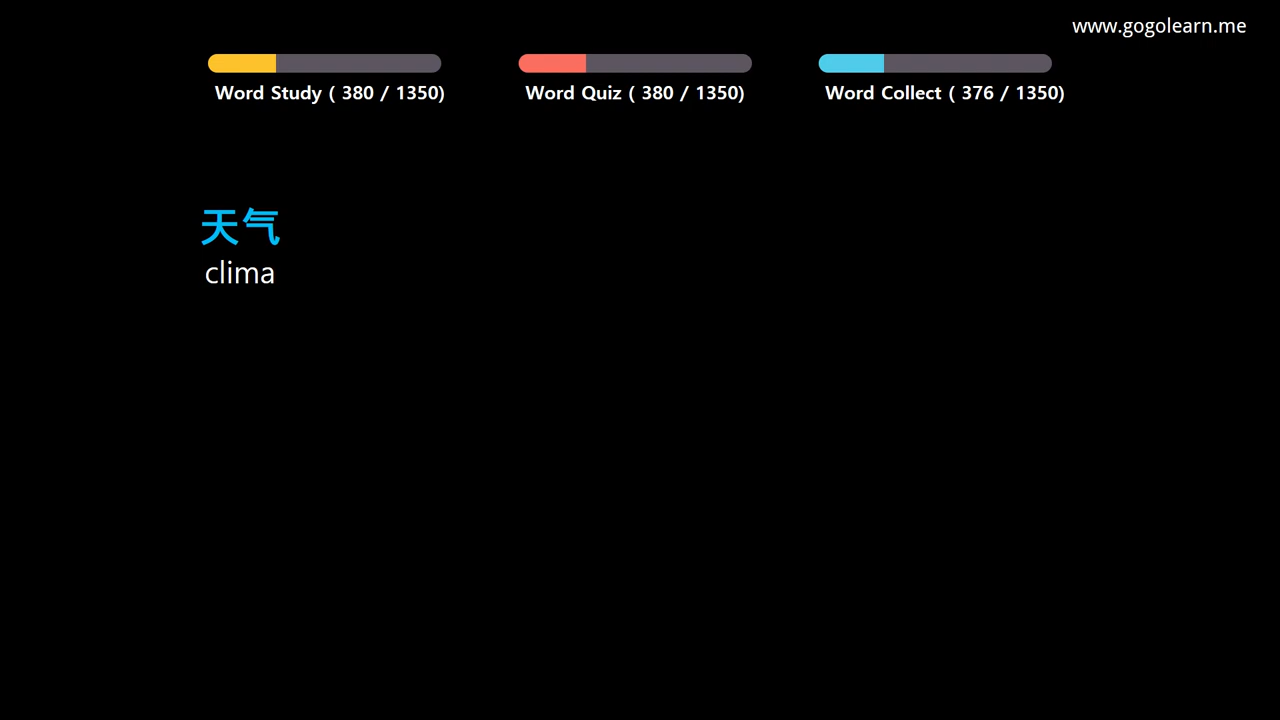 www.gogolearn.me
Word Study ( 380 / 1350)
Word Quiz ( 380 / 1350)
Word Collect ( 376 / 1350)
天气
clima